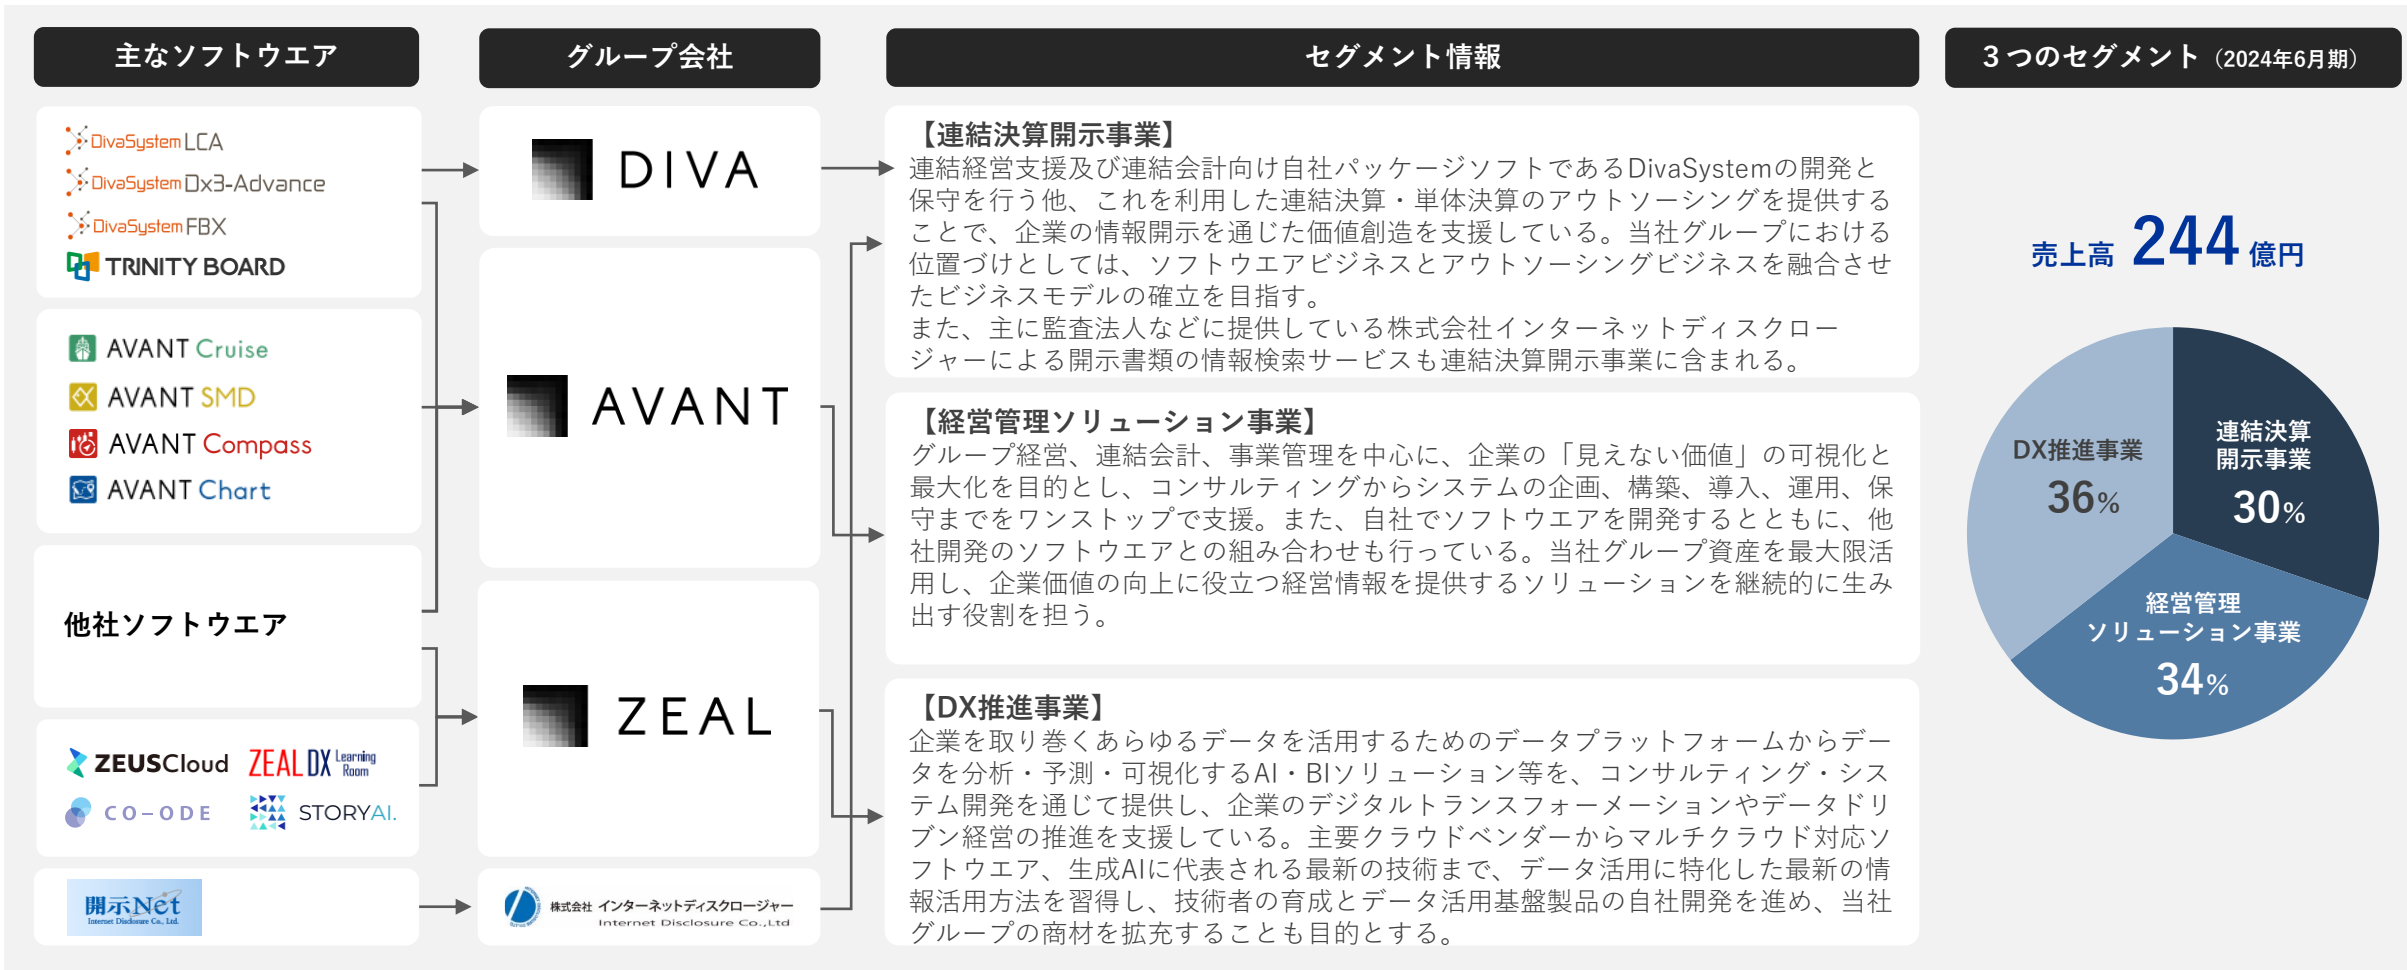 主なソフトウエア
DivaSystem LCA
DivaSystem Dx3-Advance
DivaSystem FBX
TRINITY BOARD
AVANT Cruise
AVANT SMD
AVANT Compass
AVANT Chart
他社ソフトウエア
ZEUSCloud
ZEAL DX Learning Room
CO-ODE
STORYAI.
開示Net
Internet Disclosure Co., Ltd.
グループ会社
DIVA
AVANT
ZEAL
株式会社 インターネットディスクロージャー
Internet Disclosure Co.,Ltd
セグメント情報
【連結決算開示事業】
連結経営支援及び連結会計向け自社パッケージソフトであるDivaSystemの開発と
保守を行う他、これを利用した連結決算・単体決算のアウトソーシングを提供する
ことで、企業の情報開示を通じた価値創造を支援している。当社グループにおける
位置づけとしては、ソフトウエアビジネスとアウトソーシングビジネスを融合させ
たビジネスモデルの確立を目指す。
また、主に監査法人などに提供している株式会社インターネットディスクロー
ジャーによる開示書類の情報検索サービスも連結決算開示事業に含まれる。
【経営管理ソリューション事業】
グループ経営、連結会計、事業管理を中心に、企業の「見えない価値」の可視化と
最大化を目的とし、コンサルティングからシステムの企画、構築、導入、運用、保
守までをワンストップで支援。また、自社でソフトウエアを開発するとともに、他
社開発のソフトウエアとの組み合わせも行っている。当社グループ資産を最大限活
用し、企業価値の向上に役立つ経営情報を提供するソリューションを継続的に生み
出す役割を担う。
【DX推進事業】
企業を取り巻くあらゆるデータを活用するためのデータプラットフォームからデー
タを分析・予測・可視化するAI・BIソリューション等を、コンサルティング・シス
テム開発を通じて提供し、企業のデジタルトランスフォーメーションやデータドリ
ブン経営の推進を支援している。主要クラウドベンダーからマルチクラウド対応ソ
フトウエア、生成AIに代表される最新の技術まで、データ活用に特化した最新の情
報活用方法を習得し、技術者の育成とデータ活用基盤製品の自社開発を進め、当社
グループの商材を拡充することも目的とする。
３つのセグメント（2024年6月期）
売上高 244 億円
連結決算
開示事業
30%
経営管理
ソリューション事業
34%
DX推進事業
36%